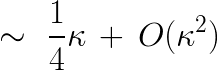 ∼ 1/4 κ + O(κ²)